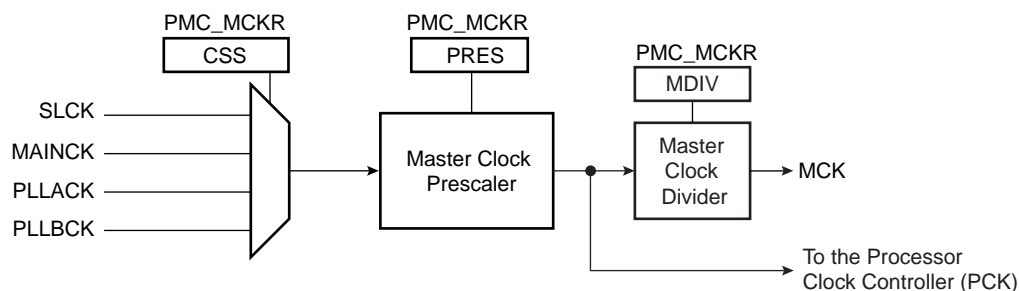 PMC_MCKR
CSS
PMC_MCKR
PRES
PMC_MCKR
MDIV
SLCK
MAINCK
PLLACK
PLLBCK
Master Clock
Prescaler
Master
Clock
Divider
MCK
To the Processor
Clock Controller (PCK)